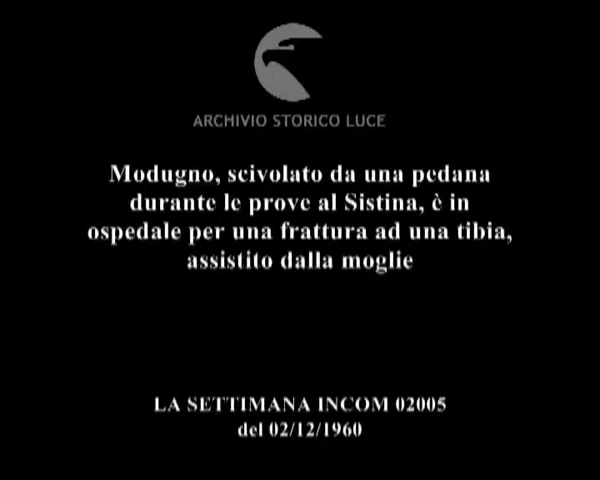 ARCHIVIO STORICO LUCE
Modugno, scivolato da una pedana
durante le prove al Sistina, è in
ospedale per una frattura ad una tibia,
assistito dalla moglie
LA SETTIMANA INCOM 02005
del 02/12/1960